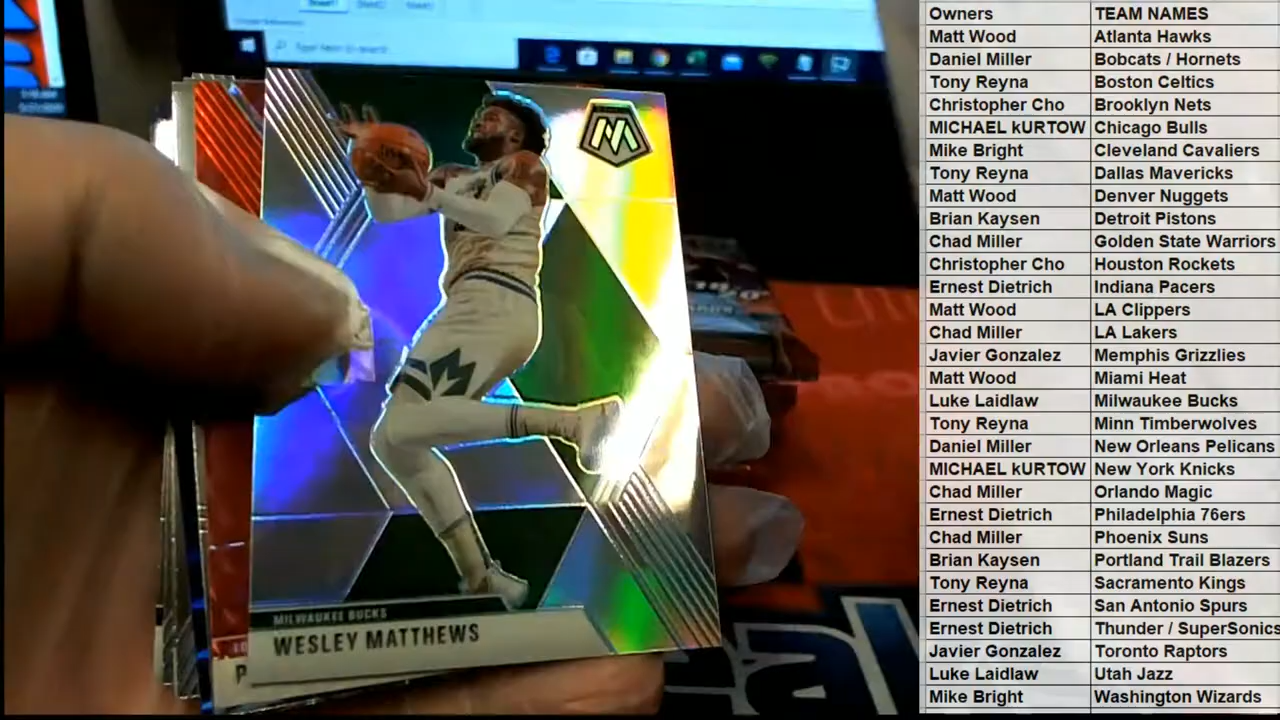 Type here to search
M
MILWAUKEE BUCKS
WESLEY MATTHEWS
P
Owners TEAM NAMES
Matt Wood Atlanta Hawks
Daniel Miller Bobcats / Hornets
Tony Reyna Boston Celtics
Christopher Cho Brooklyn Nets
MICHAEL kURTOW Chicago Bulls
Mike Bright Cleveland Cavaliers
Tony Reyna Dallas Mavericks
Matt Wood Denver Nuggets
Brian Kaysen Detroit Pistons
Chad Miller Golden State Warriors
Christopher Cho Houston Rockets
Ernest Dietrich Indiana Pacers
Matt Wood LA Clippers
Chad Miller LA Lakers
Javier Gonzalez Memphis Grizzlies
Matt Wood Miami Heat
Luke Laidlaw Milwaukee Bucks
Tony Reyna Minn Timberwolves
Daniel Miller New Orleans Pelicans
MICHAEL kURTOW New York Knicks
Chad Miller Orlando Magic
Ernest Dietrich Philadelphia 76ers
Chad Miller Phoenix Suns
Brian Kaysen Portland Trail Blazers
Tony Reyna Sacramento Kings
Ernest Dietrich San Antonio Spurs
Ernest Dietrich Thunder / SuperSonics
Javier Gonzalez Toronto Raptors
Luke Laidlaw Utah Jazz
Mike Bright Washington Wizards